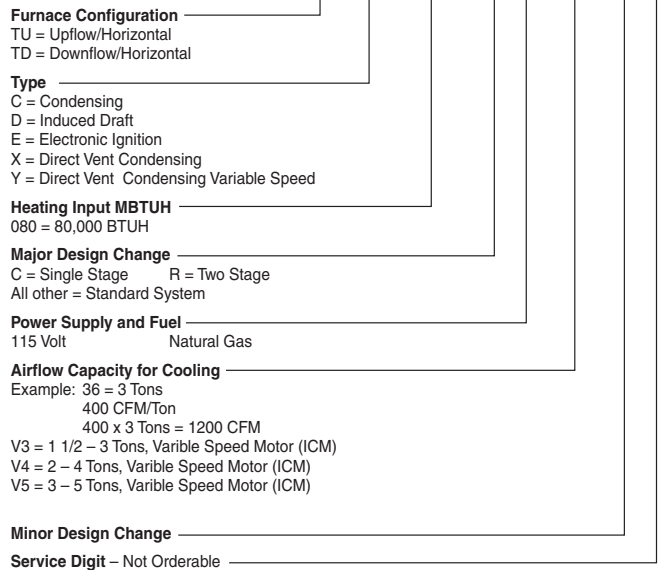 Furnace Configuration
TU = Upflow/Horizontal
TD = Downflow/Horizontal
Type
C = Condensing
D = Induced Draft
E = Electronic Ignition
X = Direct Vent Condensing
Y = Direct Vent Condensing Variable Speed
Heating Input MBTUH
080 = 80,000 BTUH
Major Design Change
C = Single Stage R = Two Stage
All other = Standard System
Power Supply and Fuel
115 Volt Natural Gas
Airflow Capacity for Cooling
Example: 36 = 3 Tons
400 CFM/Ton
400 x 3 Tons = 1200 CFM
V3 = 1 1/2 – 3 Tons, Varible Speed Motor (ICM)
V4 = 2 – 4 Tons, Varible Speed Motor (ICM)
V5 = 3 – 5 Tons, Varible Speed Motor (ICM)
Minor Design Change
Service Digit – Not Orderable